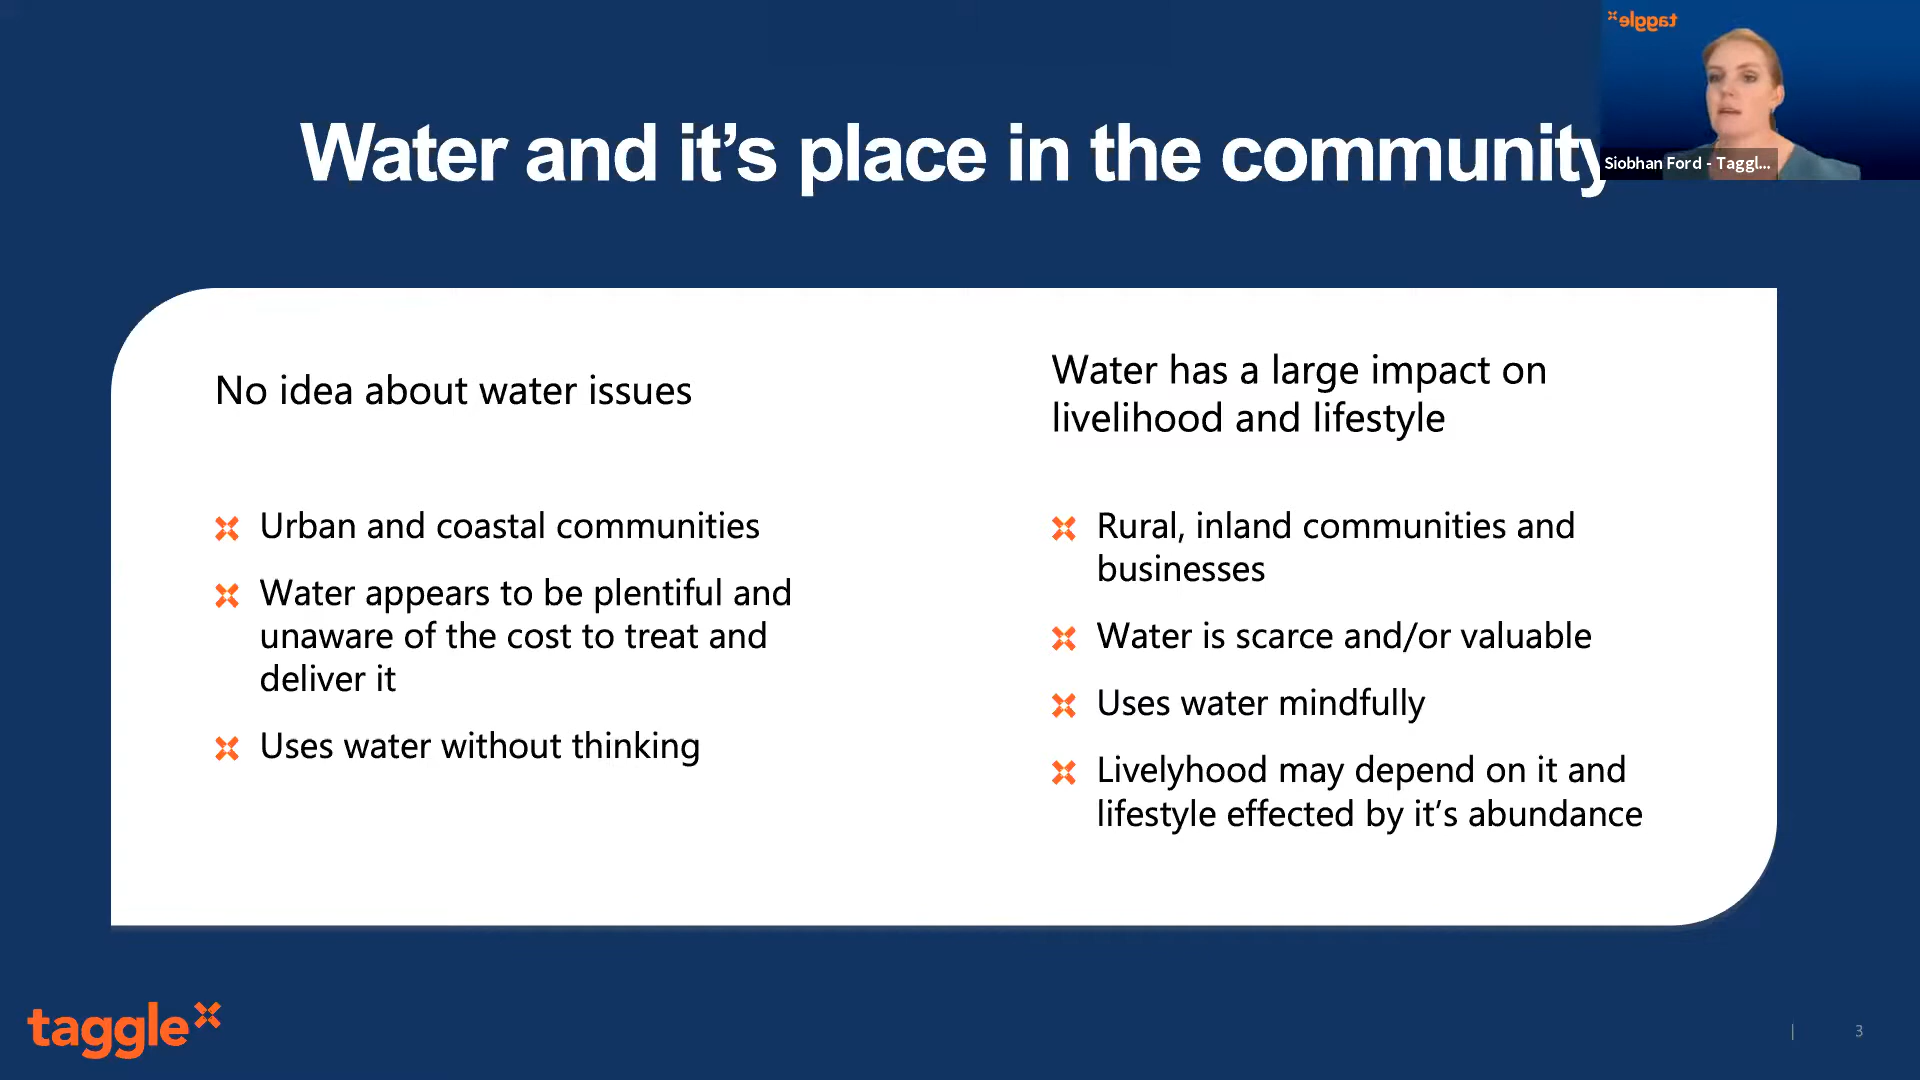 taggle
Water and it’s place in the community
Siobhan Ford - Taggl...
No idea about water issues
Urban and coastal communities
Water appears to be plentiful and
unaware of the cost to treat and
deliver it
Uses water without thinking
Water has a large impact on
livelihood and lifestyle
Rural, inland communities and
businesses
Water is scarce and/or valuable
Uses water mindfully
Livelyhood may depend on it and
lifestyle effected by it’s abundance
taggle
| 3